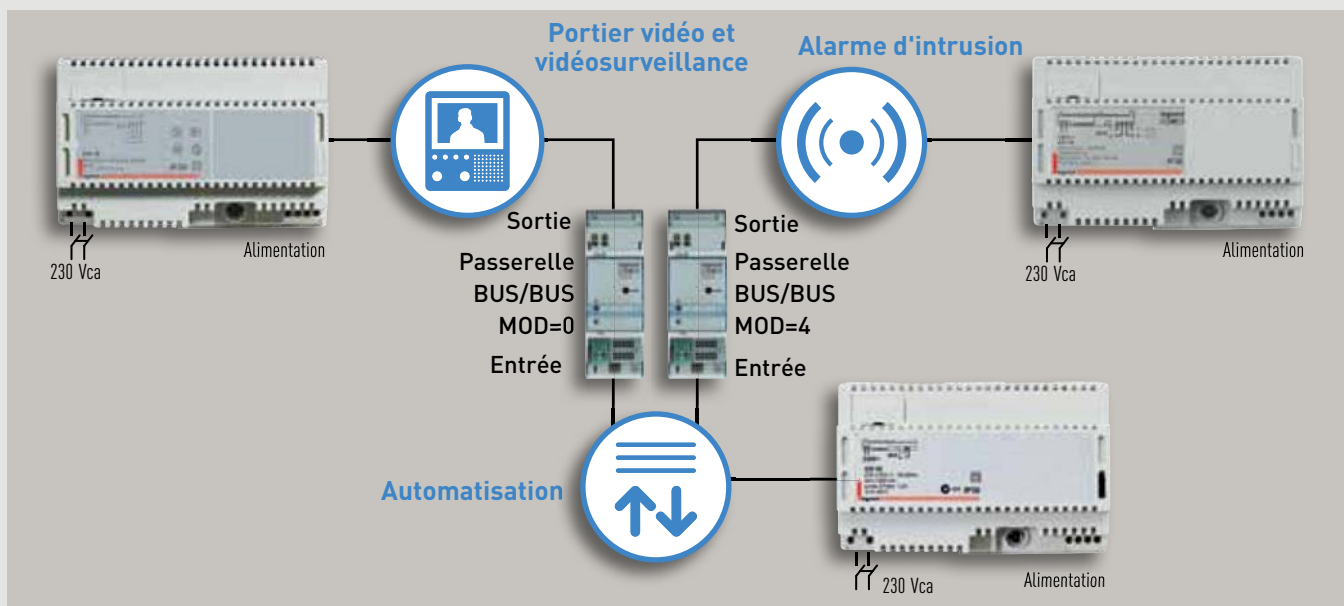 Portier vidéo et
vidéosurveillance
Alarme d'intrusion
230 Vca
Alimentation
Sortie
Passerelle
BUS/BUS
MOD=0
Entrée
Sortie
Passerelle
BUS/BUS
MOD=4
Entrée
230 Vca
Alimentation
Automatisation
230 Vca
Alimentation